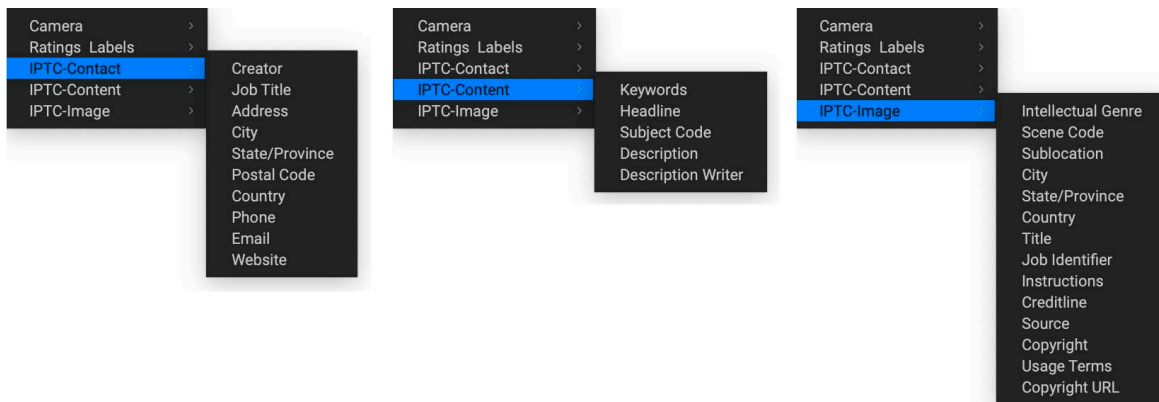 Camera
Ratings Labels
IPTC-Contact
IPTC-Content
IPTC-Image
Creator
Job Title
Address
City
State/Province
Postal Code
Country
Phone
Email
Website
Camera
Ratings Labels
IPTC-Contact
IPTC-Content
IPTC-Image
Keywords
Headline
Subject Code
Description
Description Writer
Camera
Ratings Labels
IPTC-Contact
IPTC-Content
IPTC-Image
Intellectual Genre
Scene Code
Sublocation
City
State/Province
Country
Title
Job Identifier
Instructions
Creditline
Source
Copyright
Usage Terms
Copyright URL